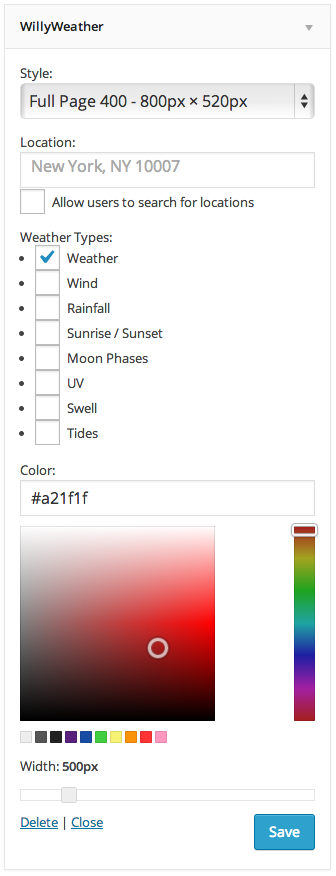 WillyWeather
Style:
Full Page 400 - 800px × 520px
Location:
New York, NY 10007
Allow users to search for locations
Weather Types:
Weather
Wind
Rainfall
Sunrise / Sunset
Moon Phases
UV
Swell
Tides
Color:
#a21f1f
Width: 500px
Delete | Close
Save